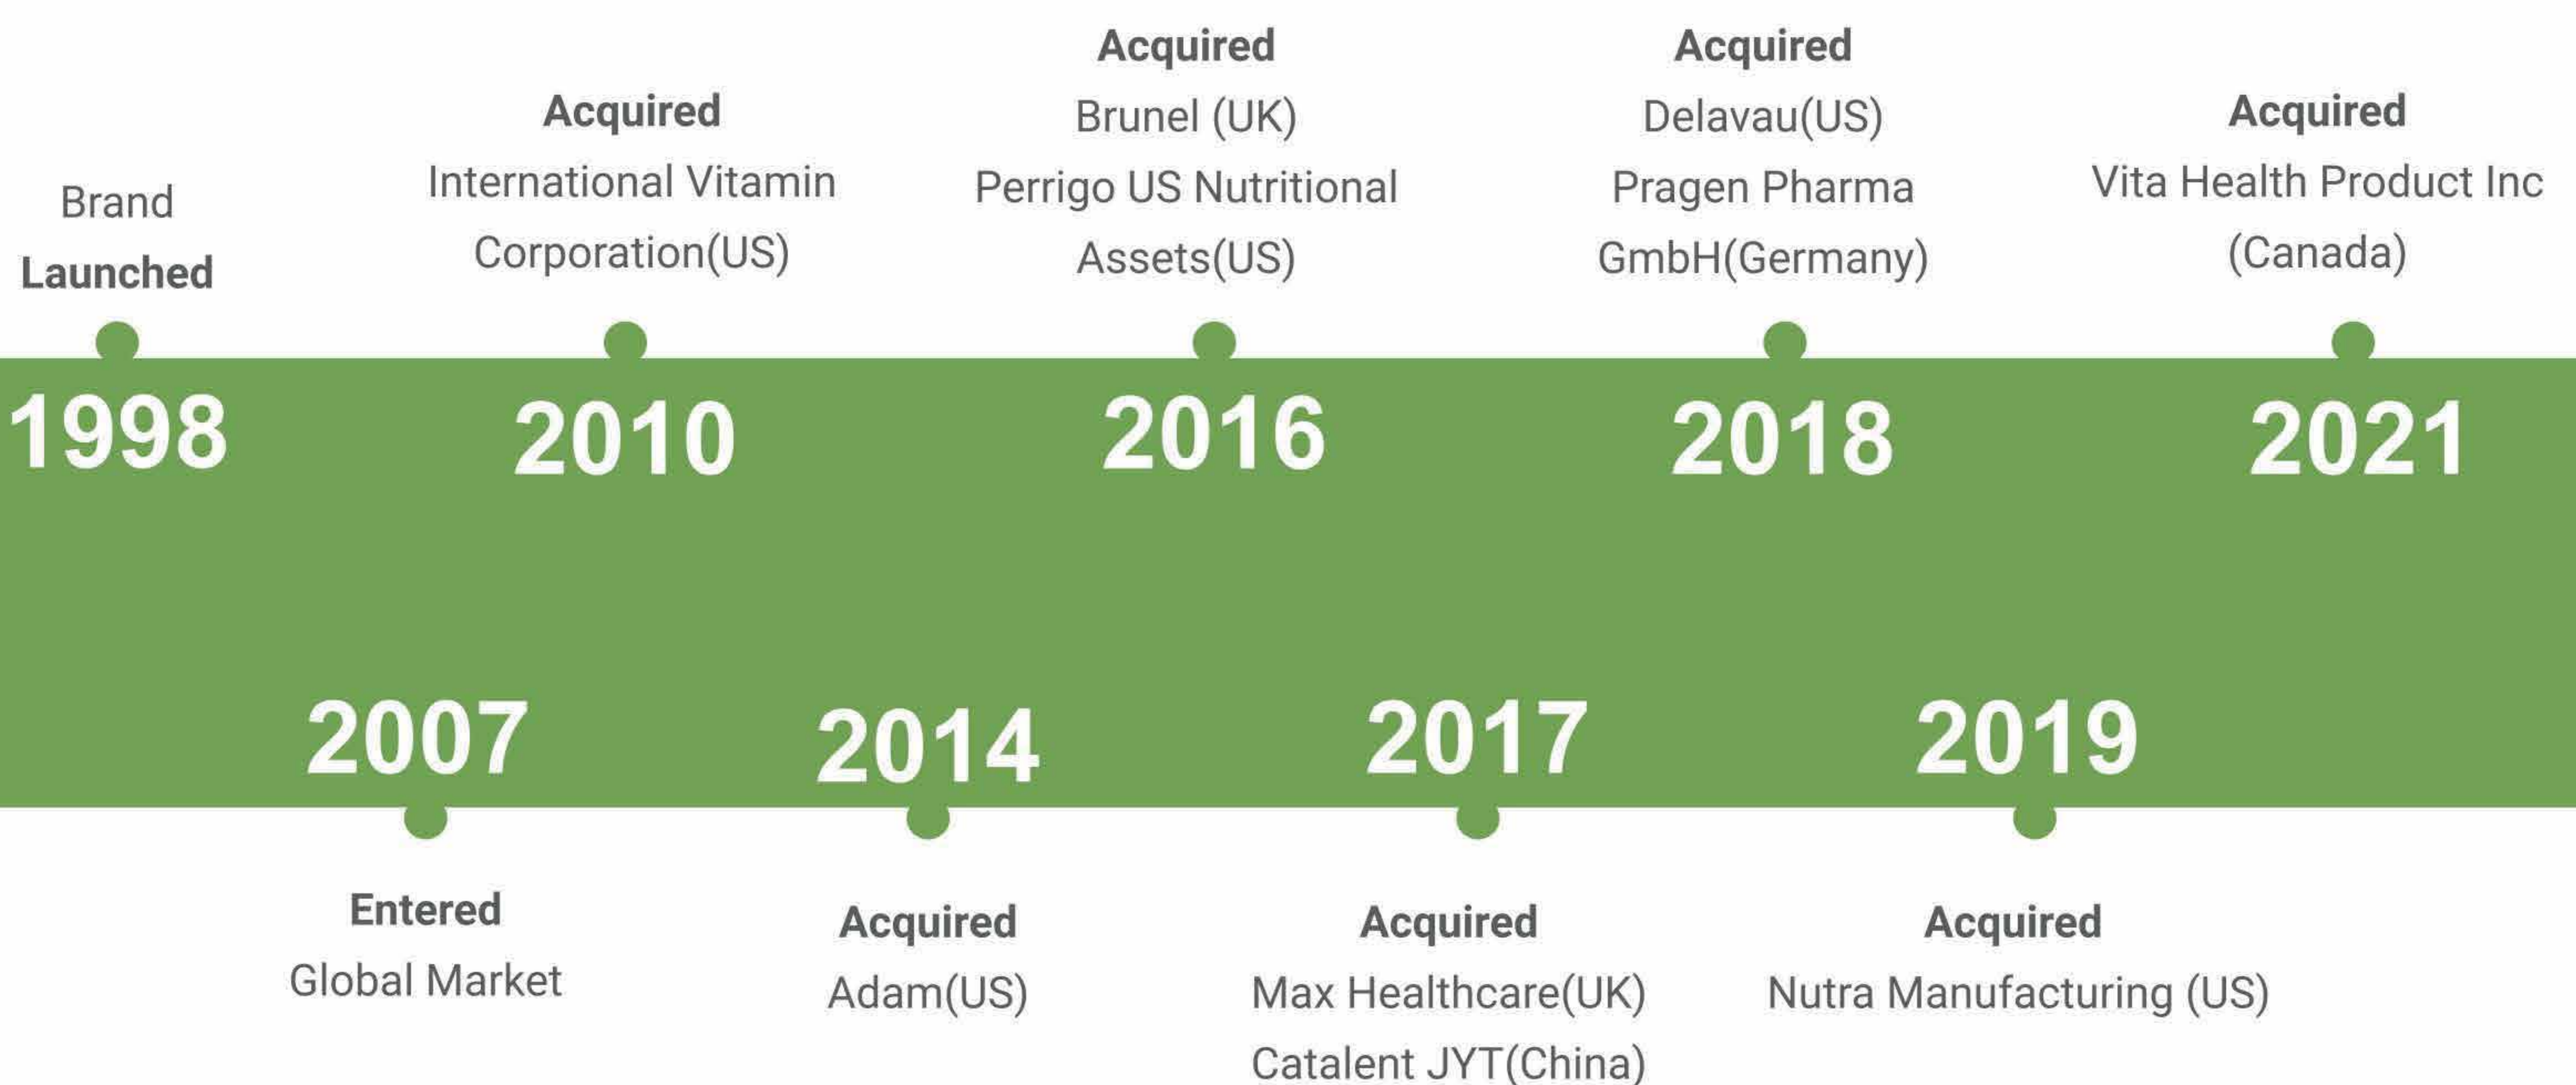 Brand
Launched
1998
Entered
Global Market
2007
Acquired
International Vitamin
Corporation(US)
2010
Acquired
Adam(US)
2014
Acquired
Brunel (UK)
Perrigo US Nutritional
Assets(US)
2016
Acquired
Max Healthcare(UK)
Catalent JYT(China)
2017
Acquired
Delavau(US)
Pragen Pharma
GmbH(Germany)
2018
Acquired
Nutra Manufacturing (US)
2019
Acquired
Vita Health Product Inc
(Canada)
2021